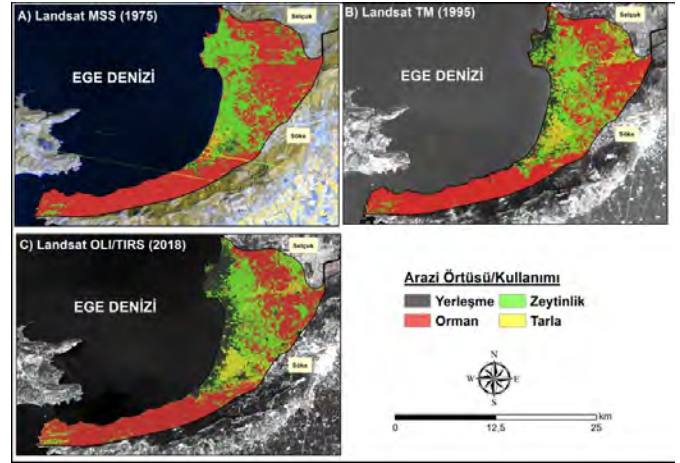 A) Landsat MSS (1975)
Selçuk
EGE DENİZİ
Söke
B) Landsat TM (1995)
Selçuk
EGE DENİZİ
Söke
C) Landsat OLI/TIRS (2018)
Selçuk
EGE DENİZİ
Söke
Arazi Örtüsü/Kullanımı
Yerleşme
Zeytinlik
Orman
Tarla
N
W E
S
km
0 12,5 25